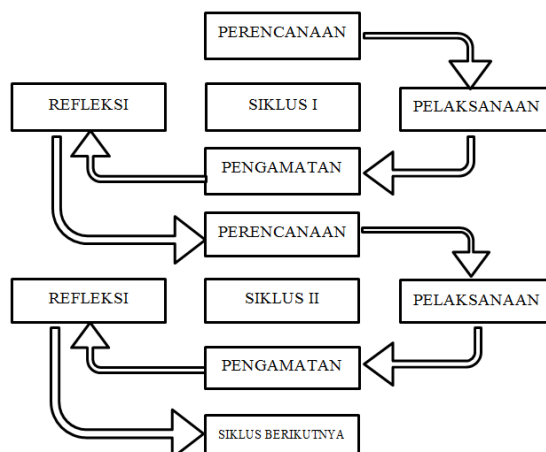 PERENCANAAN
REFLEKSI
SIKLUS I
PELAKSANAAN
PENGAMATAN
PERENCANAAN
REFLEKSI
SIKLUS II
PELAKSANAAN
PENGAMATAN
SIKLUS BERIKUTNYA